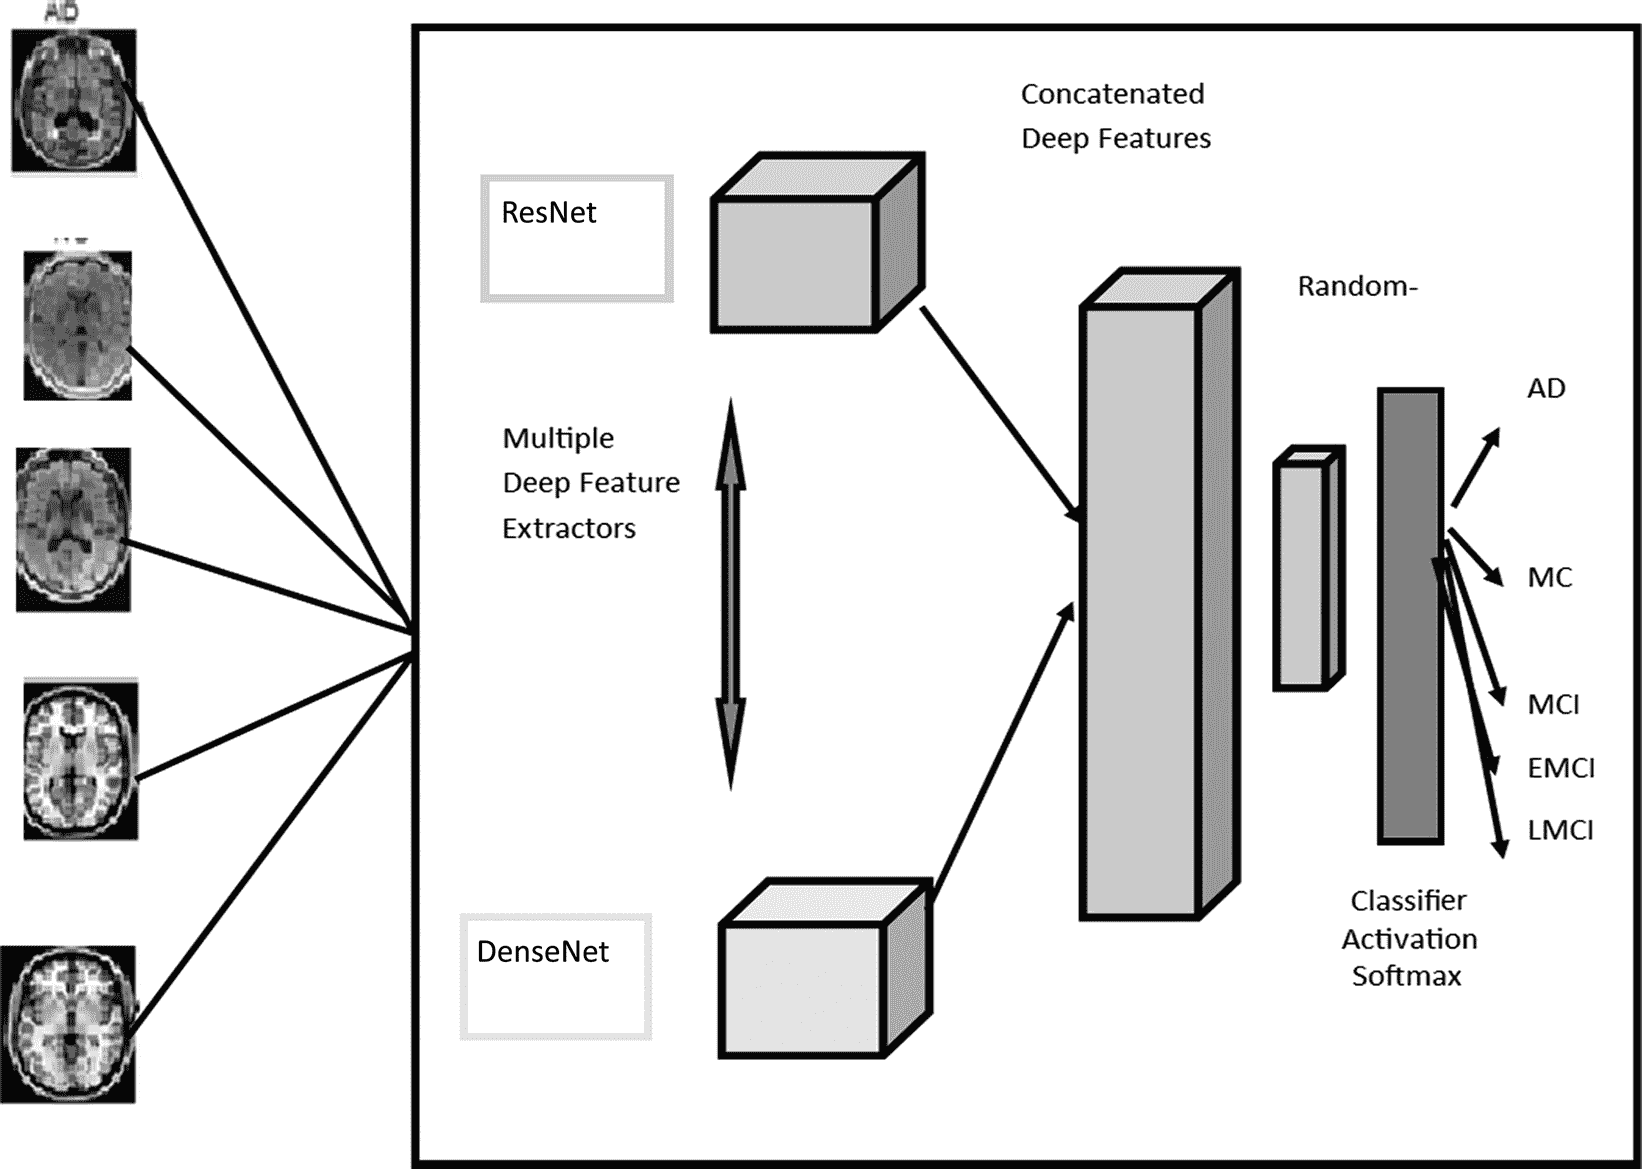 AD
Concatenated
Deep Features
ResNet
Random-
Multiple
Deep Feature
Extractors
AD
MC
MCI
EMCI
LMCI
DenseNet
Classifier
Activation
Softmax